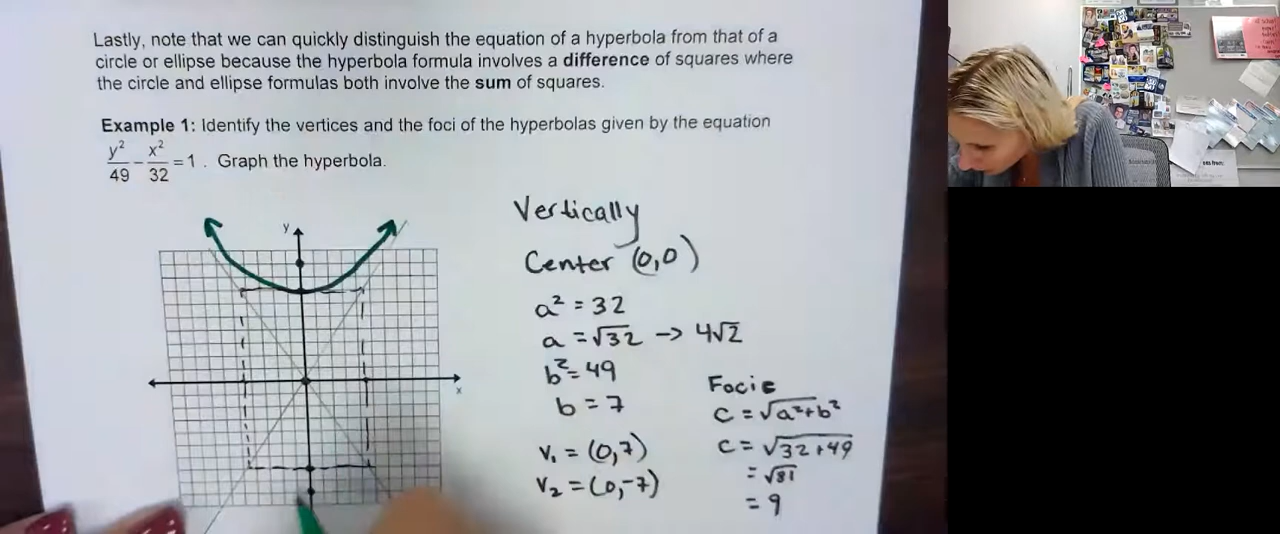 Lastly, note that we can quickly distinguish the equation of a hyperbola from that of a
circle or ellipse because the hyperbola formula involves a difference of squares where
the circle and ellipse formulas both involve the sum of squares.
Example 1: Identify the vertices and the foci of the hyperbolas given by the equation
y²/49 − x²/32 = 1 . Graph the hyperbola.
y
x
Vertically
Center (0,0)
a² = 32
a = √32 → 4√2
b² = 49
b = 7
V₁ = (0,7)
V₂ = (0,-7)
Foci
c = √a²+b²
c = √32+49
= √81
= 9